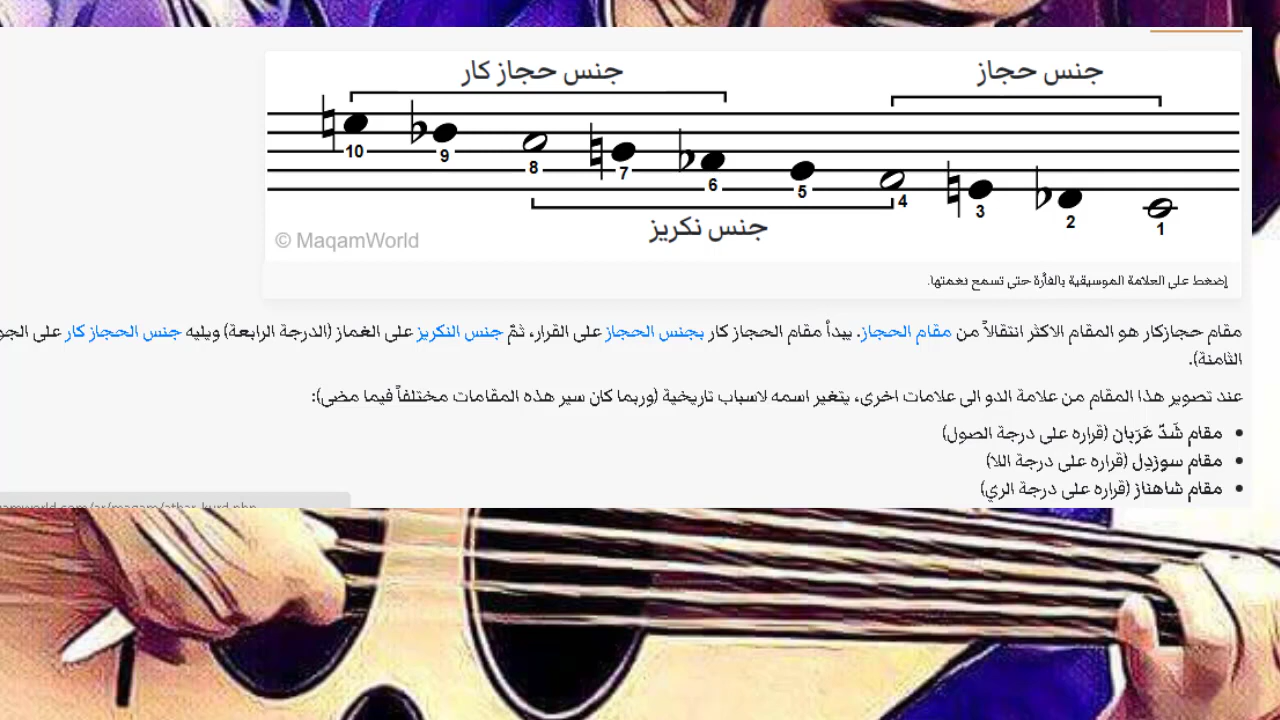 جنس حجاز كار جنس حجاز
10 9 8 7 6 5 4 3 2 1
جنس نكريز
© MaqamWorld
إضغط على العلامة الموسيقية بالفأرة حتى تسمع نغمتها.
مقام حجازكار هو المقام الاكثر انتقالاً من مقام الحجاز. يبدأ مقام الحجاز كار بجنس الحجاز على القرار، ثمّ جنس النكريز على الغماز (الدرجة الرابعة) ويليه جنس الحجاز كار على
الثامنة).
عند تصوير هذا المقام من علامة الدو الى علامات اخرى، يتغير اسمه لاسباب تاريخية (وربما كان سير هذه المقامات مختلفاً فيما مضى):
• مقام شَدّ عَرَبان (قراره على درجة الصول)
• مقام سوزدِل (قراره على درجة اللا)
• مقام شاهناز (قراره على درجة الري)